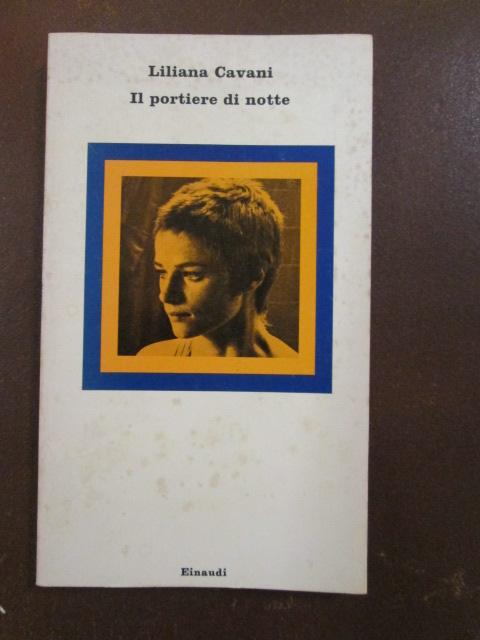 Liliana Cavani
Il portiere di notte
Einaudi